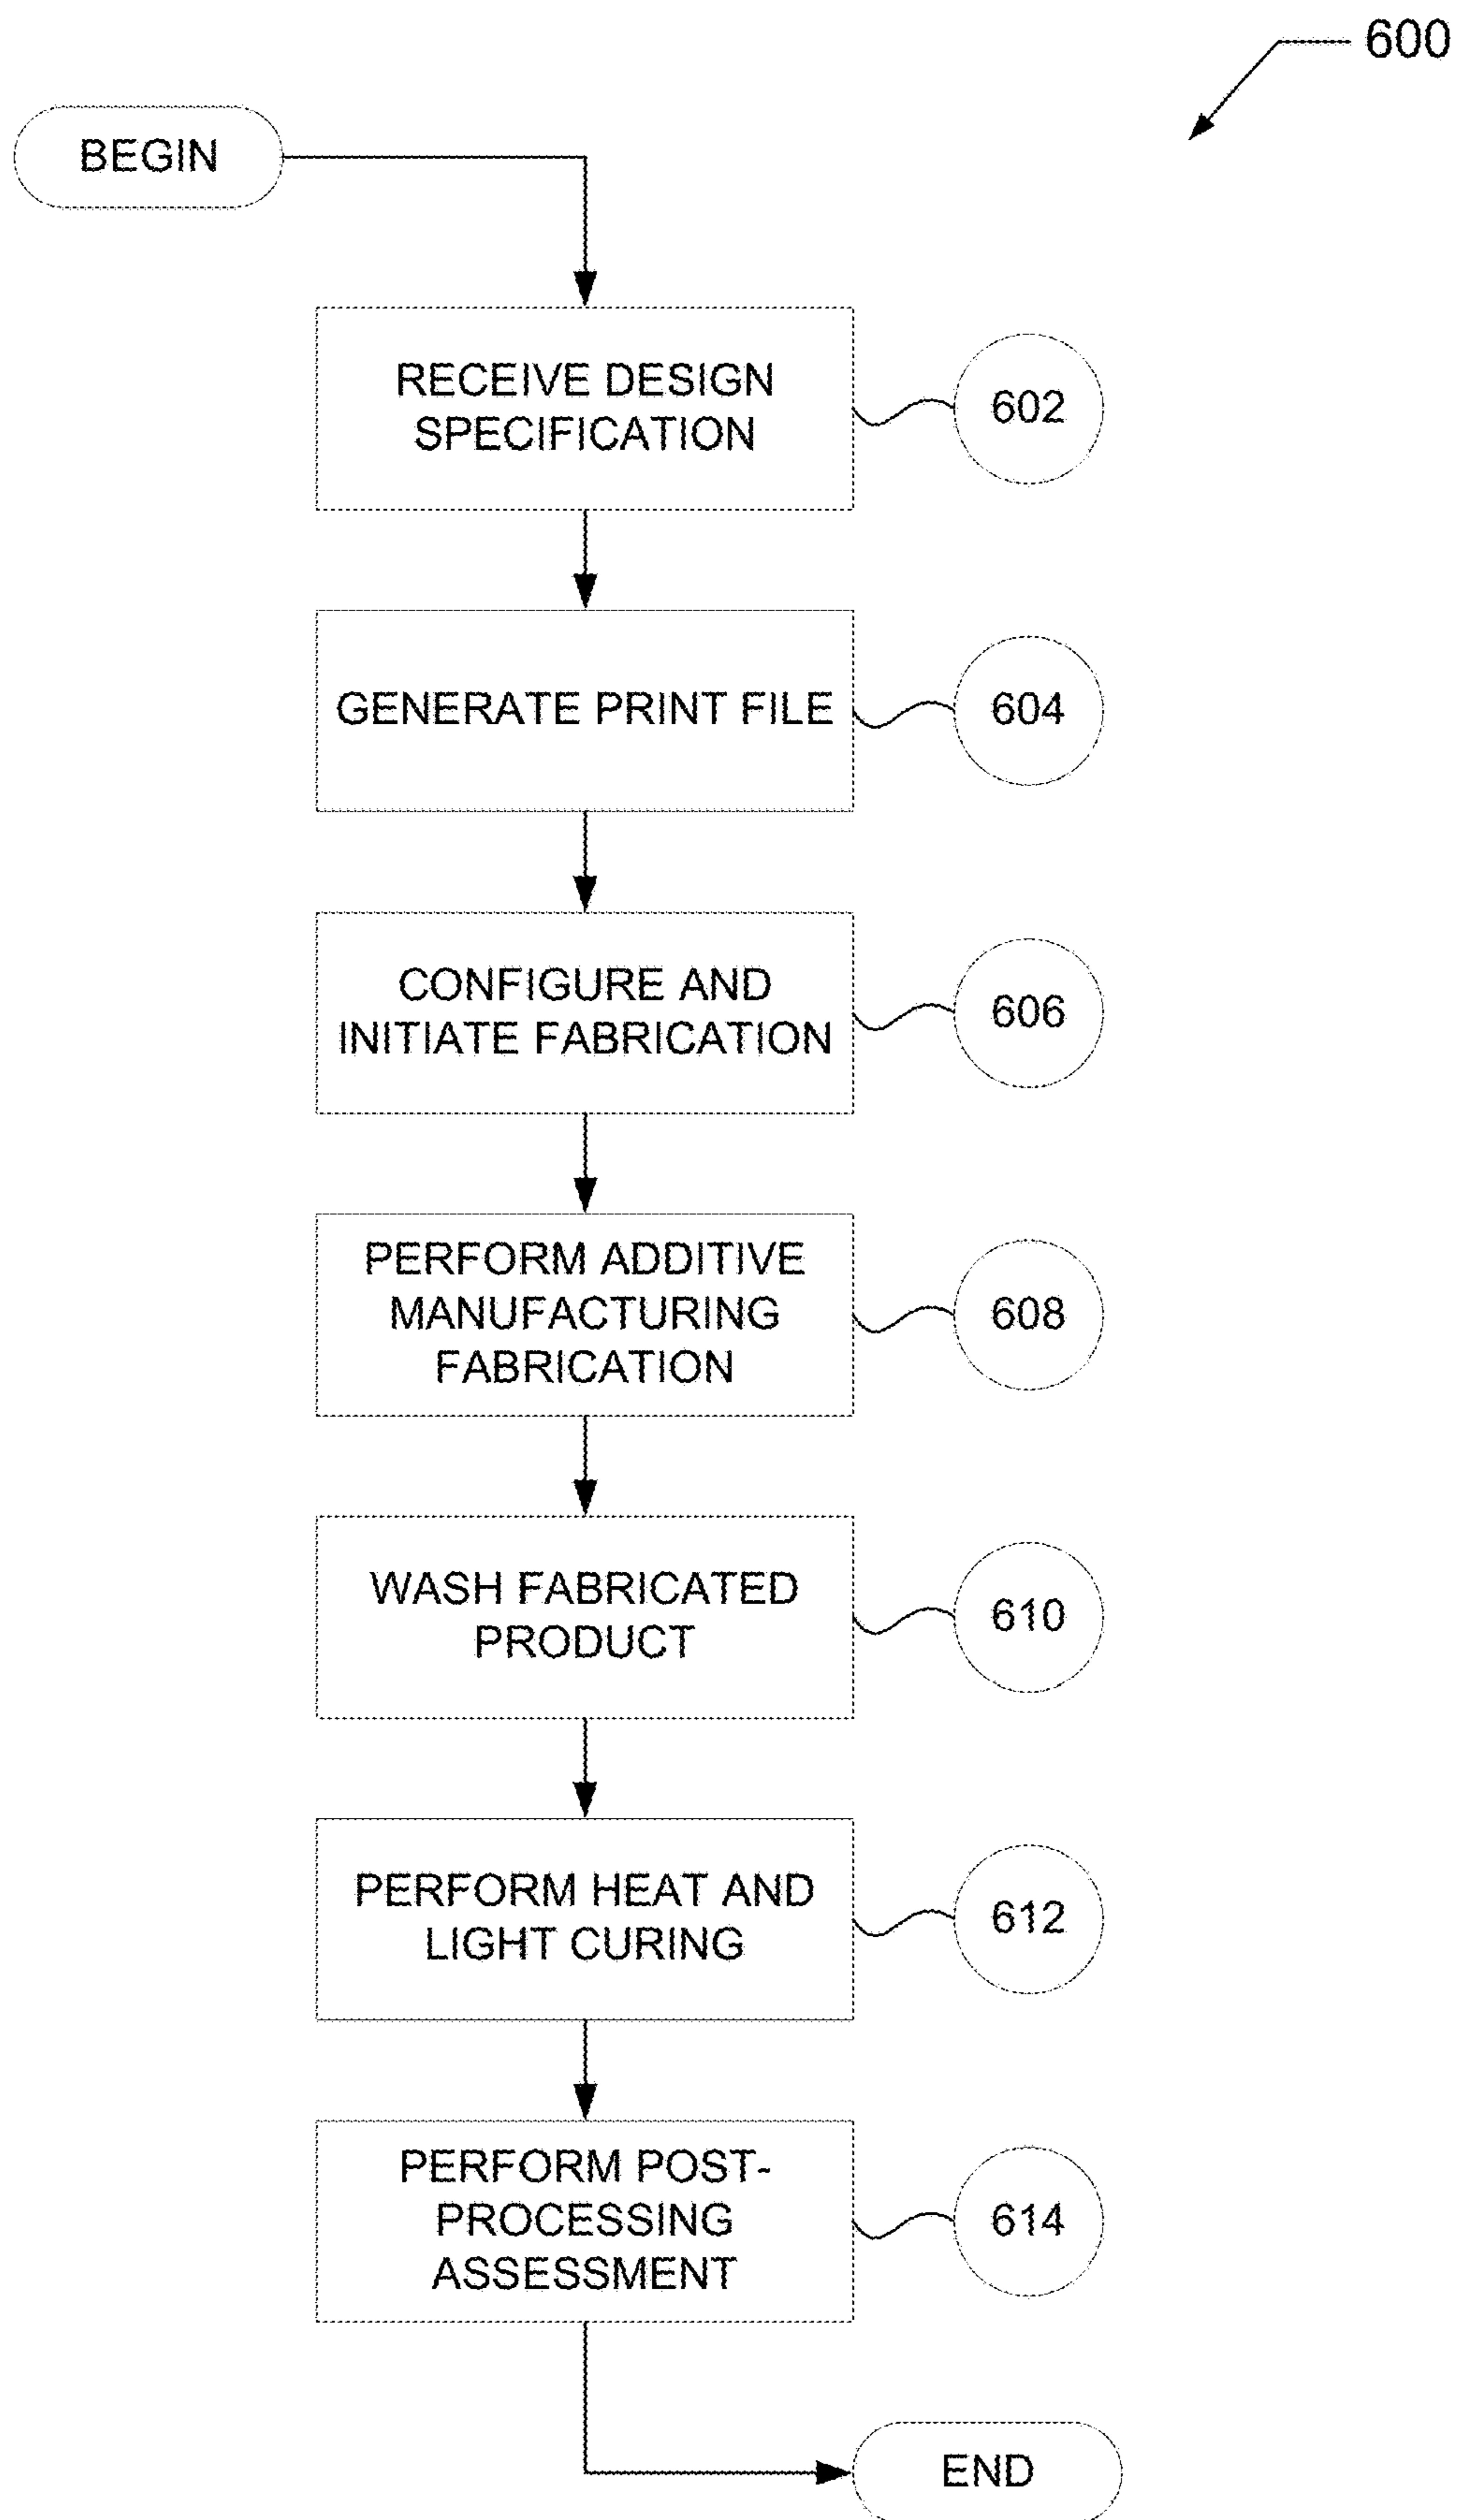 600
BEGIN
RECEIVE DESIGN
SPECIFICATION
602
GENERATE PRINT FILE
604
CONFIGURE AND
INITIATE FABRICATION
606
PERFORM ADDITIVE
MANUFACTURING
FABRICATION
608
WASH FABRICATED
PRODUCT
610
PERFORM HEAT AND
LIGHT CURING
612
PERFORM POST-
PROCESSING
ASSESSMENT
614
END